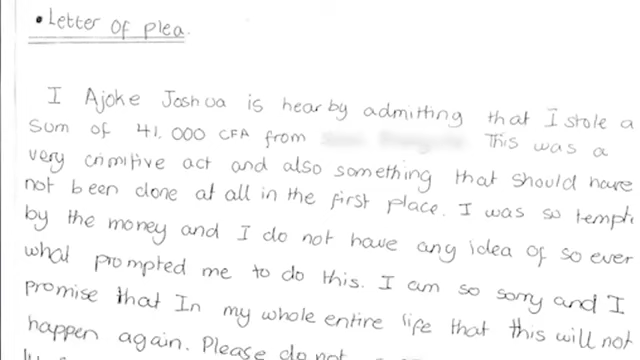 • Letter Of plea.
I Ajoke Joshua is hearby admitting that I stole a
sum of 41.000 CFA from This was a
very crimitive act and also something that should have
not been done at all in the first place. I was so tempt
by the money and I do not have any idea of so ever
what prompted me to do this. I am so sorry and I
promise that In my whole entire life that this will not
happen again. Please do not